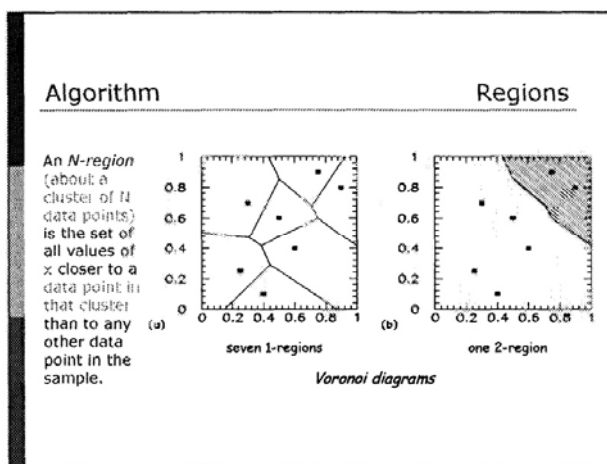 Algorithm Regions
An N-region
(about a
cluster of N
data points)
is the set of
all values of
x closer to a
data point in
that cluster
than to any
other data
point in the
sample.
1
0.8
0.6
0.4
0.2
0
0 0.2 0.4 0.6 0.8 1
(a)
seven 1-regions
1
0.8
0.6
0.4
0.2
0
0 0.2 0.4 0.6 0.8 1
(b)
one 2-region
Voronoi diagrams